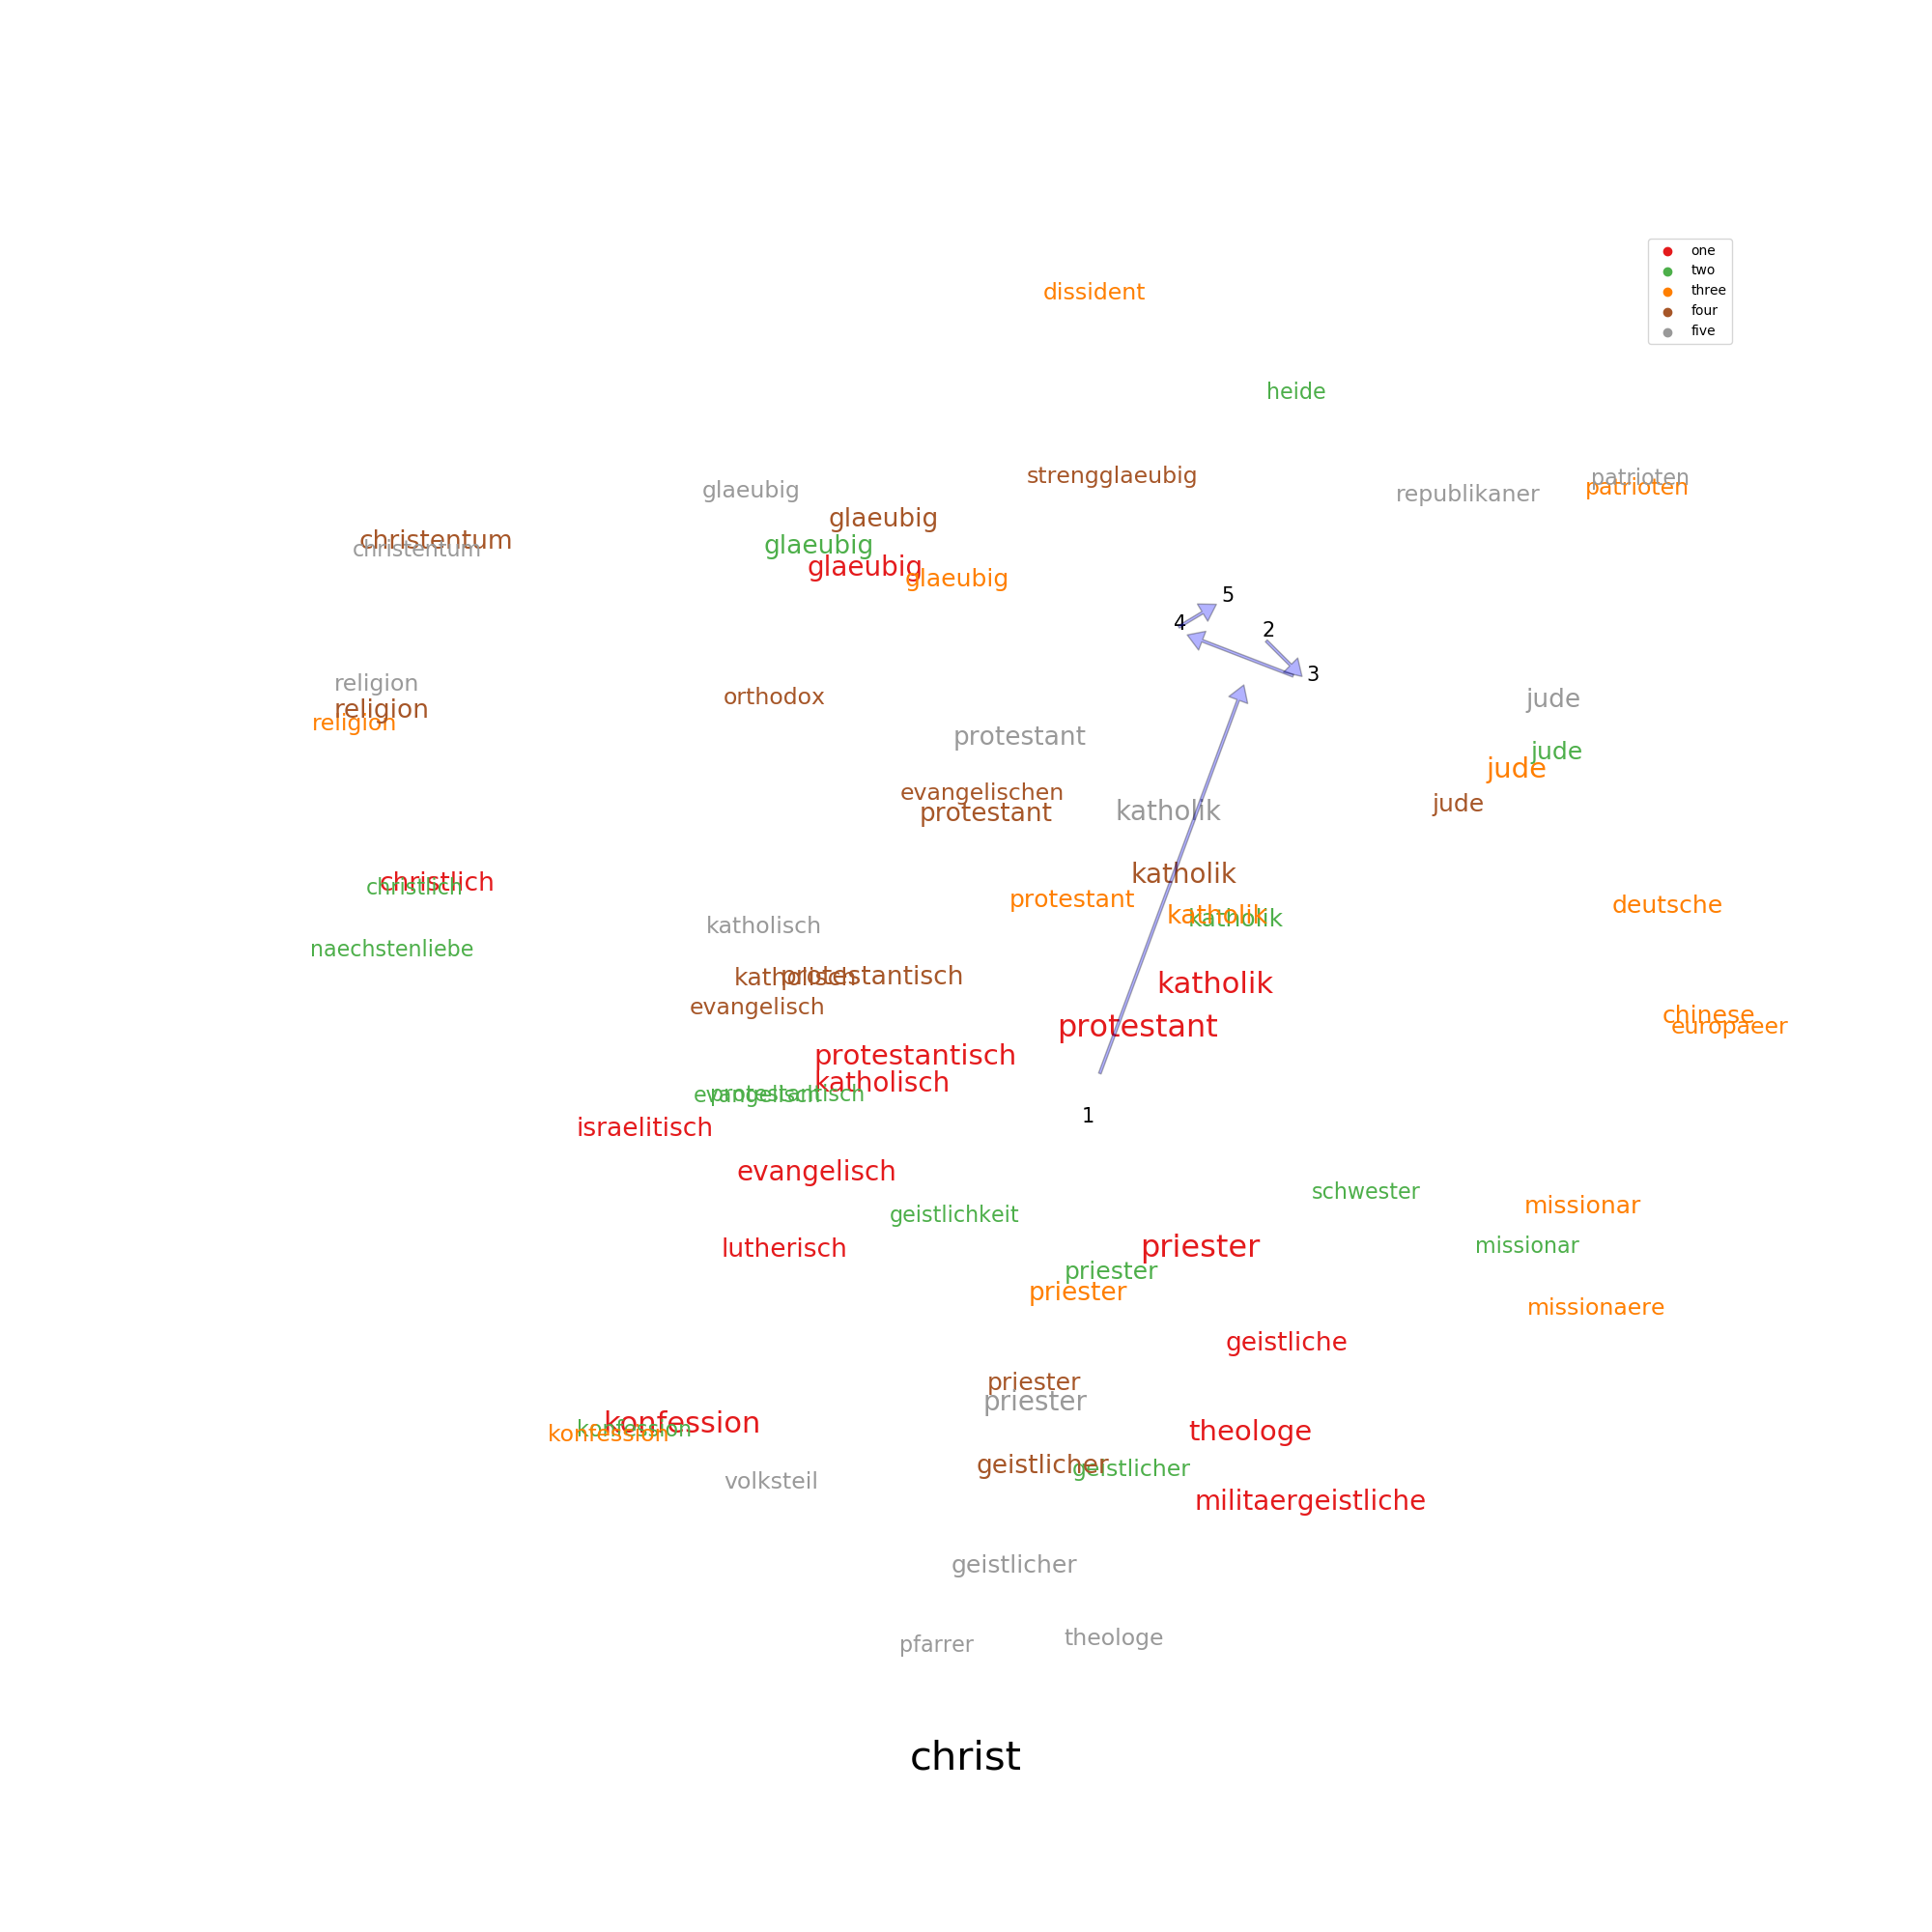 one
two
three
four
five
dissident
heide
strengglaeubig
patrioten
patrioten
republikaner
glaeubig
glaeubig
christentum
christentum
glaeubig
glaeubig
glaeubig
5
4
2
3
religion
religion
religion
orthodox
jude
protestant
jude
jude
evangelischen
protestant
katholik
jude
katholik
christlich
christlich
protestant
deutsche
katholik
katholik
katholisch
naechstenliebe
katholisch
protestantisch
katholik
evangelisch
protestant
chinese
europaeer
protestantisch
katholisch
evangelisch
protestantisch
1
israelitisch
evangelisch
schwester
missionar
geistlichkeit
lutherisch
priester
missionar
priester
priester
missionaere
geistliche
priester
priester
konfession
konfession
konfession
theologe
geistlicher
geistlicher
volksteil
militaergeistliche
geistlicher
pfarrer
theologe
christ